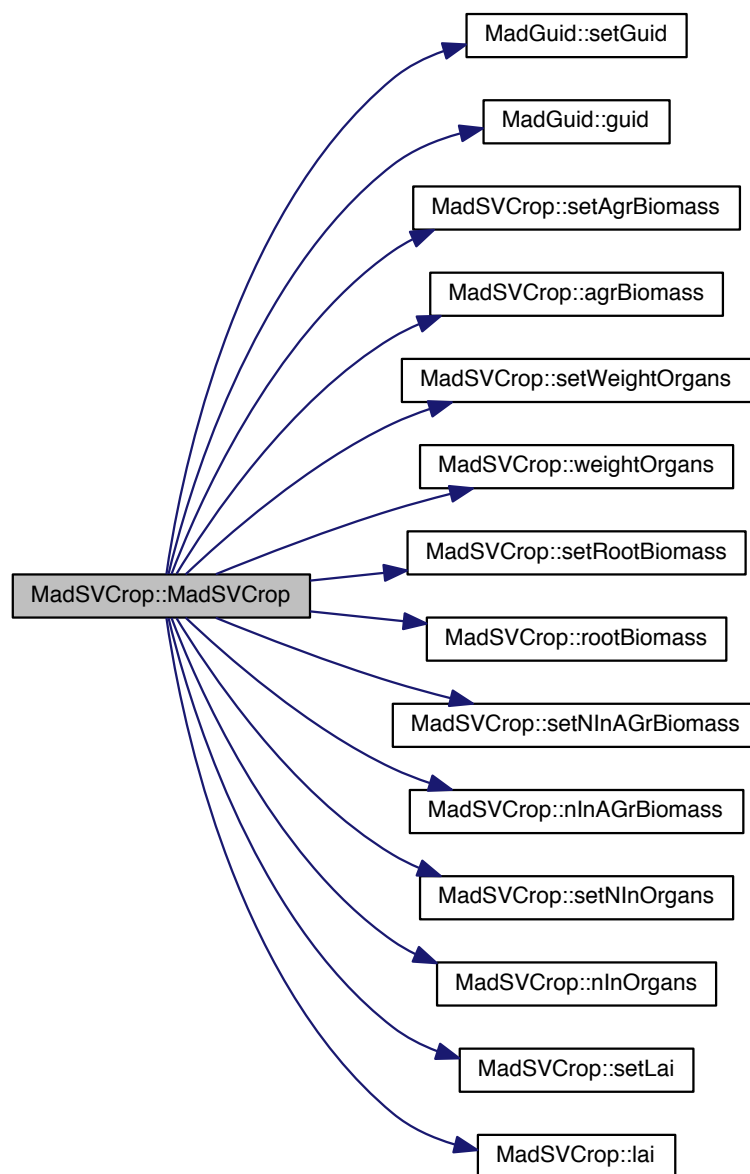 MadGuid::setGuid
MadGuid::guid
MadSVCrop::setAgrBiomass
MadSVCrop::agrBiomass
MadSVCrop::setWeightOrgans
MadSVCrop::weightOrgans
MadSVCrop::setRootBiomass
MadSVCrop::MadSVCrop
MadSVCrop::rootBiomass
MadSVCrop::setNInAGrBiomass
MadSVCrop::nInAGrBiomass
MadSVCrop::setNInOrgans
MadSVCrop::nInOrgans
MadSVCrop::setLai
MadSVCrop::lai